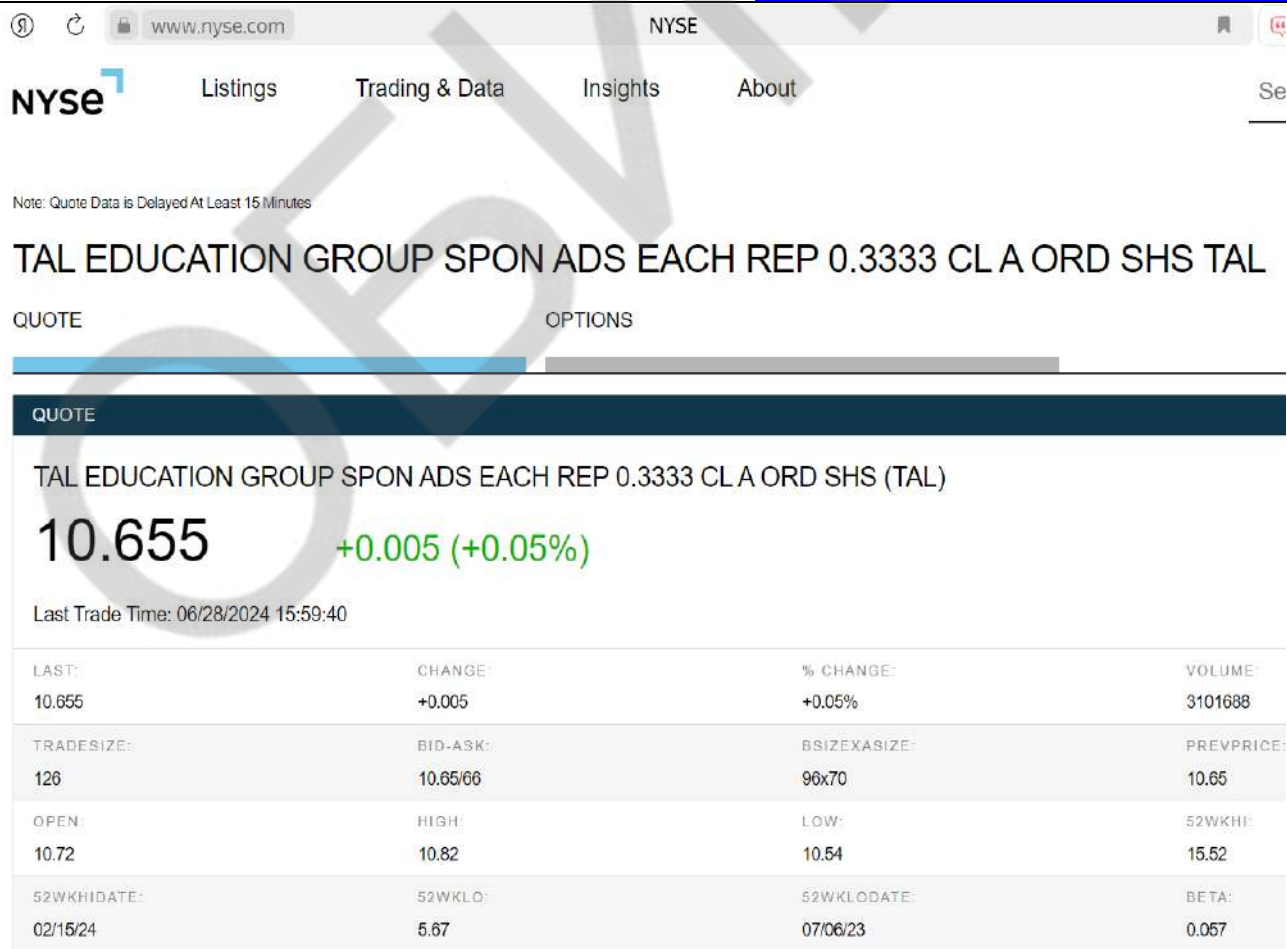 www.nyse.com NYSE
NYSE Listings Trading & Data Insights About Se
Note: Quote Data is Delayed At Least 15 Minutes
TAL EDUCATION GROUP SPON ADS EACH REP 0.3333 CL A ORD SHS TAL
QUOTE OPTIONS
QUOTE
TAL EDUCATION GROUP SPON ADS EACH REP 0.3333 CL A ORD SHS (TAL)
10.655 +0.005 (+0.05%)
Last Trade Time: 06/28/2024 15:59:40
LAST: CHANGE: % CHANGE: VOLUME:
10.655 +0.005 +0.05% 3101688
TRADESIZE: BID-ASK: BSIZEXASIZE: PREVPRICE:
126 10.65/66 96x70 10.65
OPEN: HIGH: LOW: 52WKHI:
10.72 10.82 10.54 15.52
52WKHIDATE: 52WKLO: 52WKLODATE: BETA:
02/15/24 5.67 07/06/23 0.057